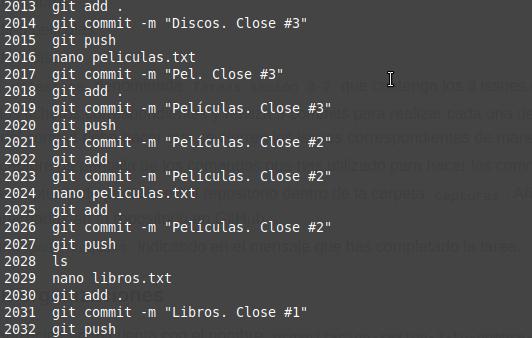 2013 git add .
2014 git commit -m "Discos. Close #3"
2015 git push
2016 nano peliculas.txt
2017 git commit -m "Pel. Close #3"
2018 git add .
2019 git commit -m "Películas. Close #3"
2020 git push
2021 git commit -m "Películas. Close #2"
2022 git add .
2023 git commit -m "Películas. Close #2"
2024 nano peliculas.txt
2025 git add .
2026 git commit -m "Películas. Close #2"
2027 git push
2028 ls
2029 nano libros.txt
2030 git add .
2031 git commit -m "Libros. Close #1"
2032 git push